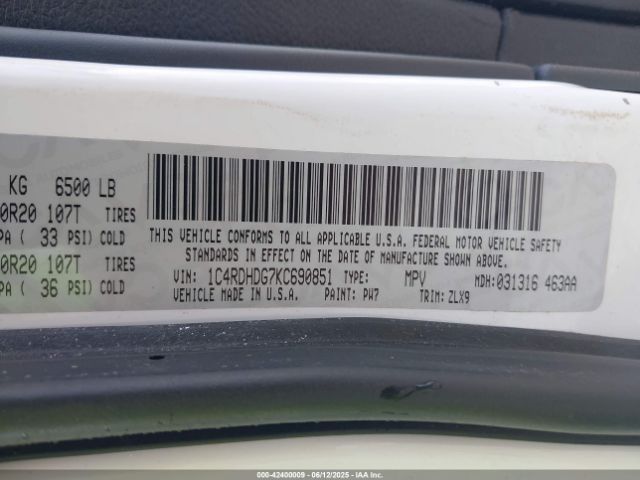 KG 6500 LB
0R20 107T TIRES
PA ( 33 PSI) COLD
0R20 107T TIRES
PA ( 36 PSI) COLD
THIS VEHICLE CONFORMS TO ALL APPLICABLE U.S.A. FEDERAL MOTOR VEHICLE SAFETY
STANDARDS IN EFFECT ON THE DATE OF MANUFACTURE SHOWN ABOVE.
VIN: 1C4RDHDG7KC690851 TYPE: MPV MDH: 031316 463AA
VEHICLE MADE IN U.S.A. PAINT: PW7 TRIM: ZLX9
000-42400009 - 06/12/2025 - IAA Inc.